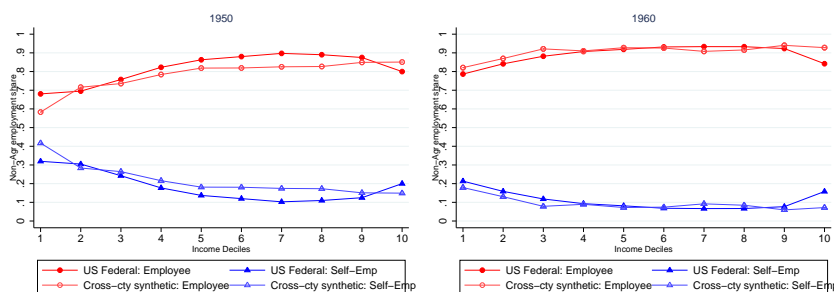 1950
Non-Agr employment share
0 .1 .2 .3 .4 .5 .6 .7 .8 .9 1
1 2 3 4 5 6 7 8 9 10
Income Deciles
US Federal: Employee US Federal: Self-Emp
Cross-cty synthetic: Employee Cross-cty synthetic: Self-Emp
1960
Non-Agr employment share
0 .1 .2 .3 .4 .5 .6 .7 .8 .9 1
1 2 3 4 5 6 7 8 9 10
Income Deciles
US Federal: Employee US Federal: Self-Emp
Cross-cty synthetic: Employee Cross-cty synthetic: Self-Emp